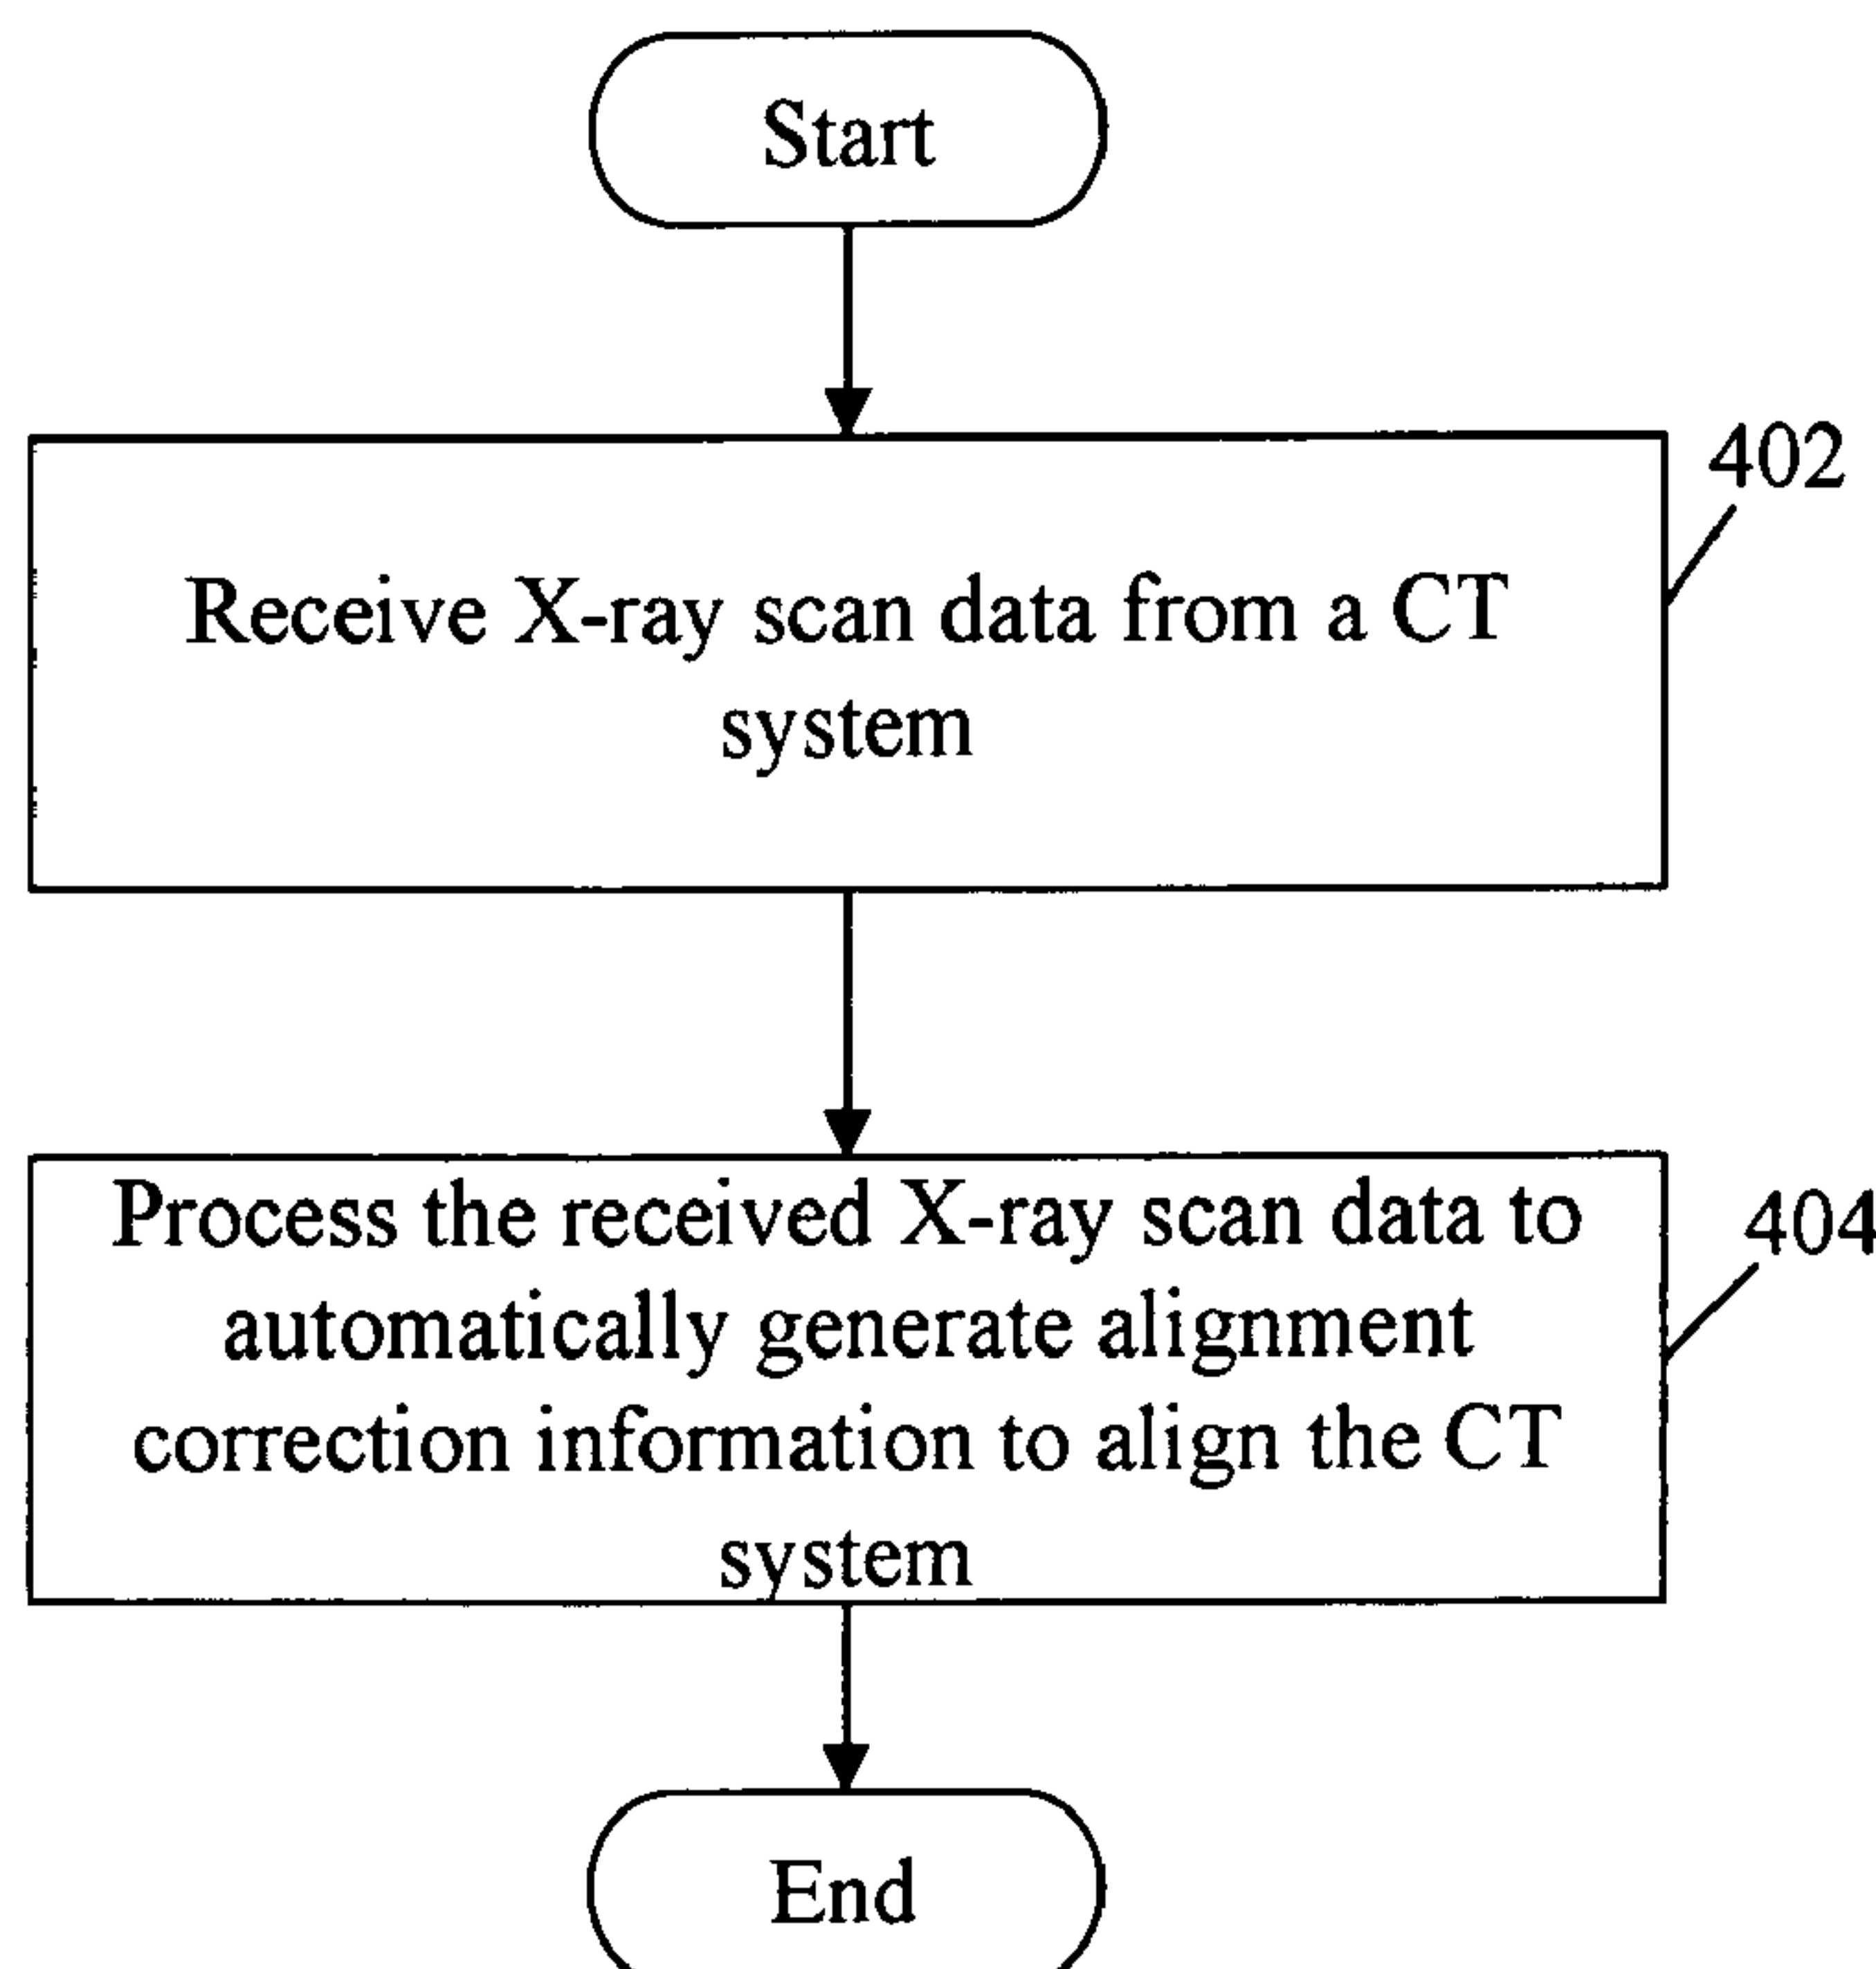 Start
402
Receive X-ray scan data from a CT
system
Process the received X-ray scan data to
404
automatically generate alignment
correction information to align the CT
system
End